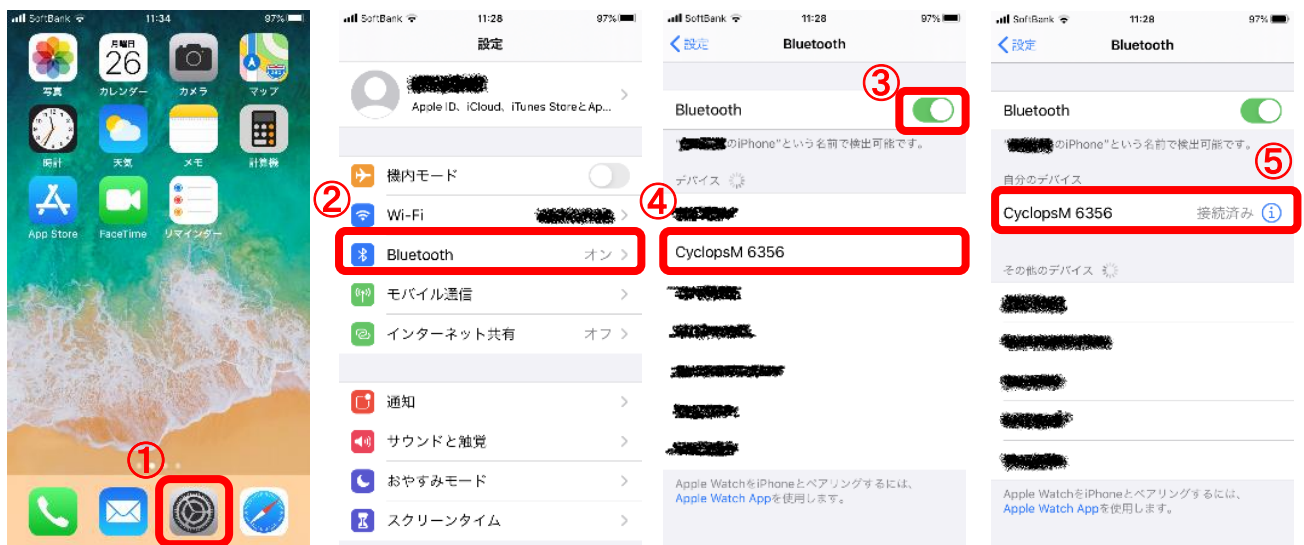 SoftBank 11:34 97%
月曜日
26
写真 カレンダー カメラ マップ
時計 天気 メモ 計算機
App Store FaceTime リマインダー
①
SoftBank 11:28 97%
設定
Apple ID、iCloud、iTunes StoreとAp...
機内モード
②
Wi-Fi
Bluetooth オン
モバイル通信
インターネット共有 オフ
通知
サウンドと触覚
おやすみモード
スクリーンタイム
SoftBank 11:28 97%
設定 Bluetooth
③
Bluetooth
のiPhone"という名前で検出可能です。
デバイス
④
CyclopsM 6356
Apple WatchをiPhoneとペアリングするには、
Apple Watch Appを使用します。
SoftBank 11:28 97%
設定 Bluetooth
Bluetooth
のiPhone"という名前で検出可能です。
⑤
自分のデバイス
CyclopsM 6356 接続済み
その他のデバイス
Apple WatchをiPhoneとペアリングするには、
Apple Watch Appを使用します。